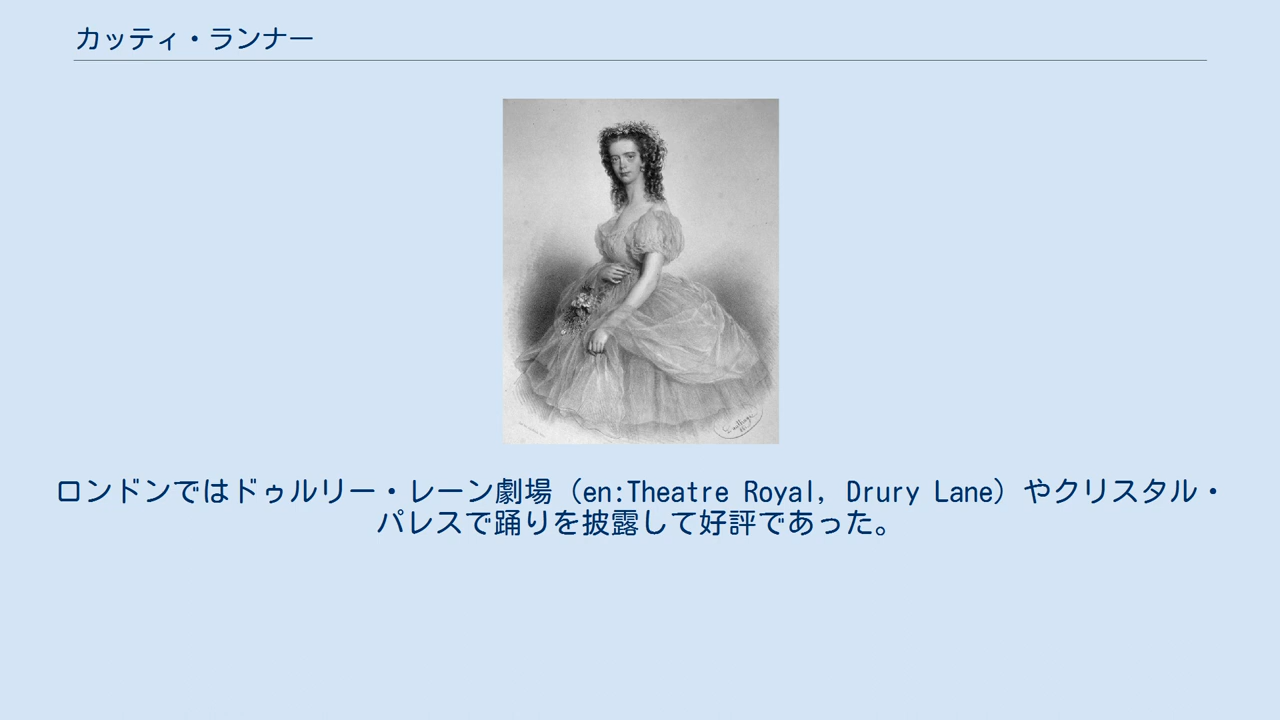 カッティ・ランナー
ロンドンではドゥルリー・レーン劇場（en:Theatre Royal, Drury Lane）やクリスタル・
パレスで踊りを披露して好評であった。